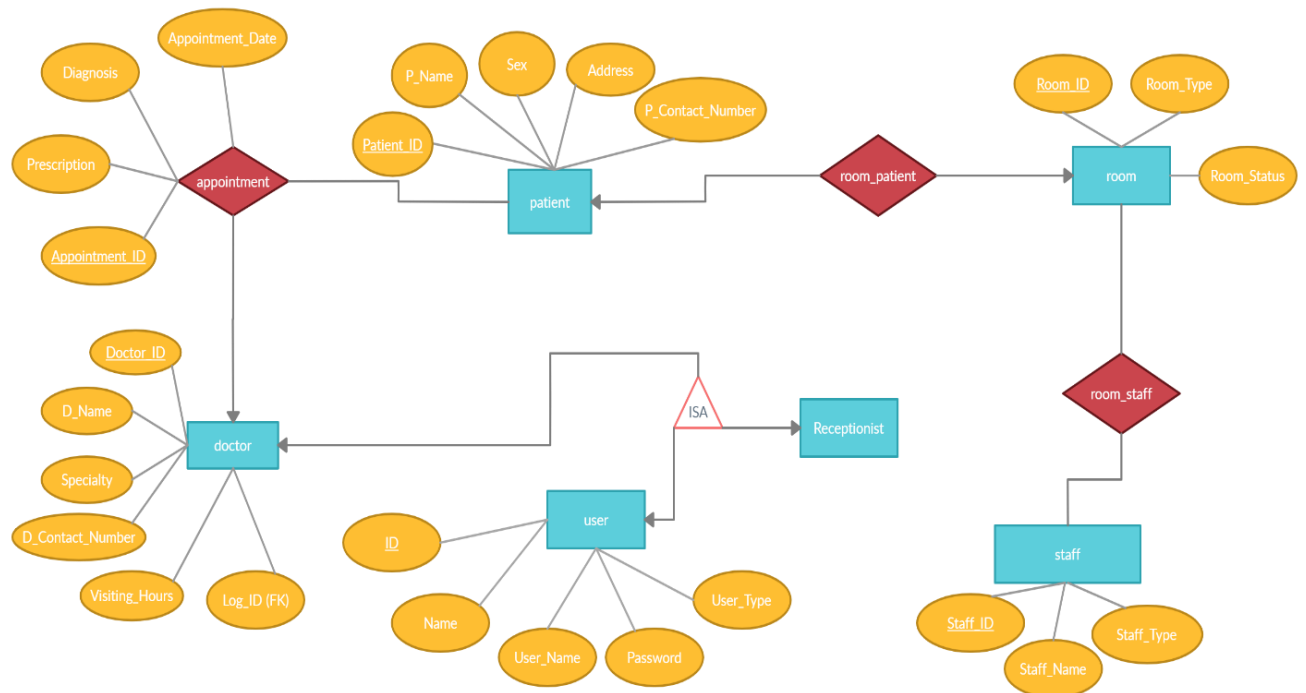 Appointment_Date
Diagnosis
Prescription
Appointment_ID
appointment
P_Name
Sex
Address
P_Contact_Number
Patient_ID
patient
room_patient
Room_ID
Room_Type
Room_Status
room
Doctor_ID
D_Name
Specialty
D_Contact_Number
Visiting_Hours
Log_ID (FK)
doctor
ISA
Receptionist
user
ID
Name
User_Name
Password
User_Type
room_staff
staff
Staff_ID
Staff_Name
Staff_Type